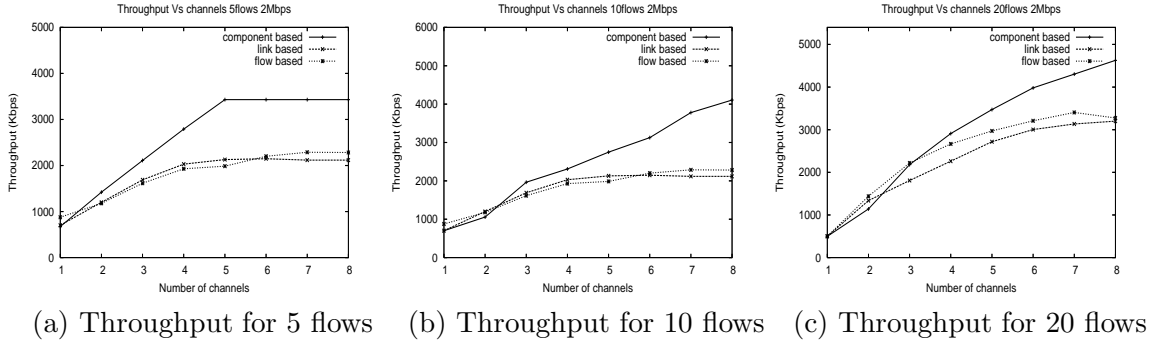 Throughput Vs channels 5flows 2Mbps
5000
4000
3000
2000
1000
0
Throughput (Kbps)
component based
link based
flow based
1 2 3 4 5 6 7 8
Number of channels
(a) Throughput for 5 flows
Throughput Vs channels 10flows 2Mbps
6000
5000
4000
3000
2000
1000
0
Throughput (Kbps)
component based
link based
flow based
1 2 3 4 5 6 7 8
Number of channels
(b) Throughput for 10 flows
Throughput Vs channels 20flows 2Mbps
5000
4000
3000
2000
1000
0
Throughput (Kbps)
component based
link based
flow based
1 2 3 4 5 6 7 8
Number of channels
(c) Throughput for 20 flows